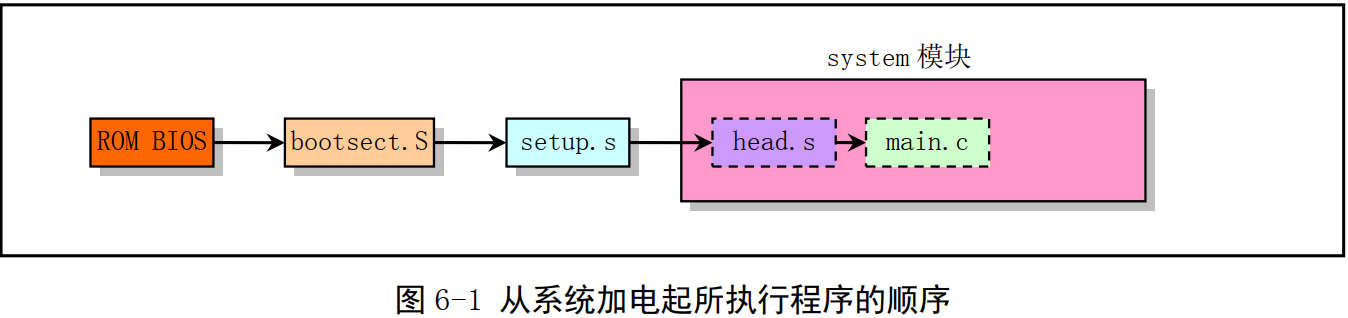 system 模块
ROM BIOS
bootsect.S
setup.s
head.s
main.c
图 6-1 从系统加电起所执行程序的顺序